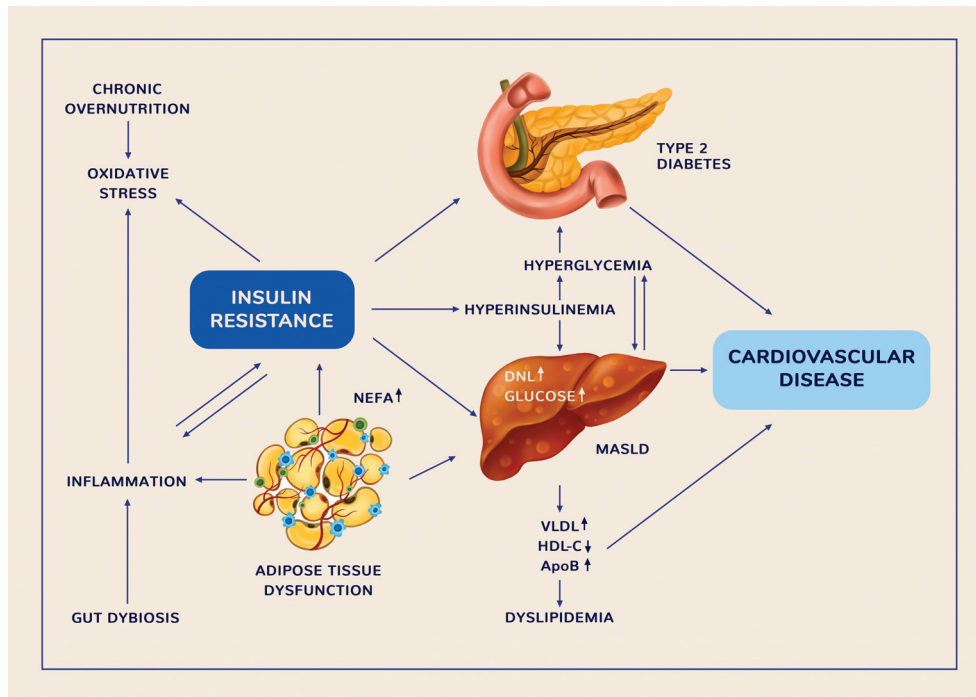 CHRONIC
OVERNUTRITION
OXIDATIVE
STRESS
TYPE 2
DIABETES
HYPERGLYCEMIA
INSULIN
RESISTANCE
HYPERINSULINEMIA
CARDIOVASCULAR
DISEASE
DNL↑
GLUCOSE↑
NEFA↑
MASLD
INFLAMMATION
VLDL↑
HDL-C↓
ApoB↑
ADIPOSE TISSUE
DYSFUNCTION
GUT DYBIOSIS
DYSLIPIDEMIA